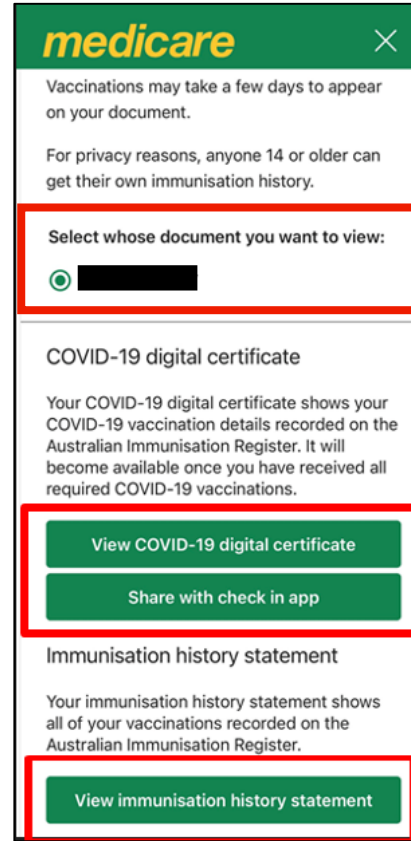 medicare
Vaccinations may take a few days to appear
on your document.
For privacy reasons, anyone 14 or older can
get their own immunisation history.
Select whose document you want to view:
COVID-19 digital certificate
Your COVID-19 digital certificate shows your
COVID-19 vaccination details recorded on the
Australian Immunisation Register. It will
become available once you have received all
required COVID-19 vaccinations.
View COVID-19 digital certificate
Share with check in app
Immunisation history statement
Your immunisation history statement shows
all of your vaccinations recorded on the
Australian Immunisation Register.
View immunisation history statement